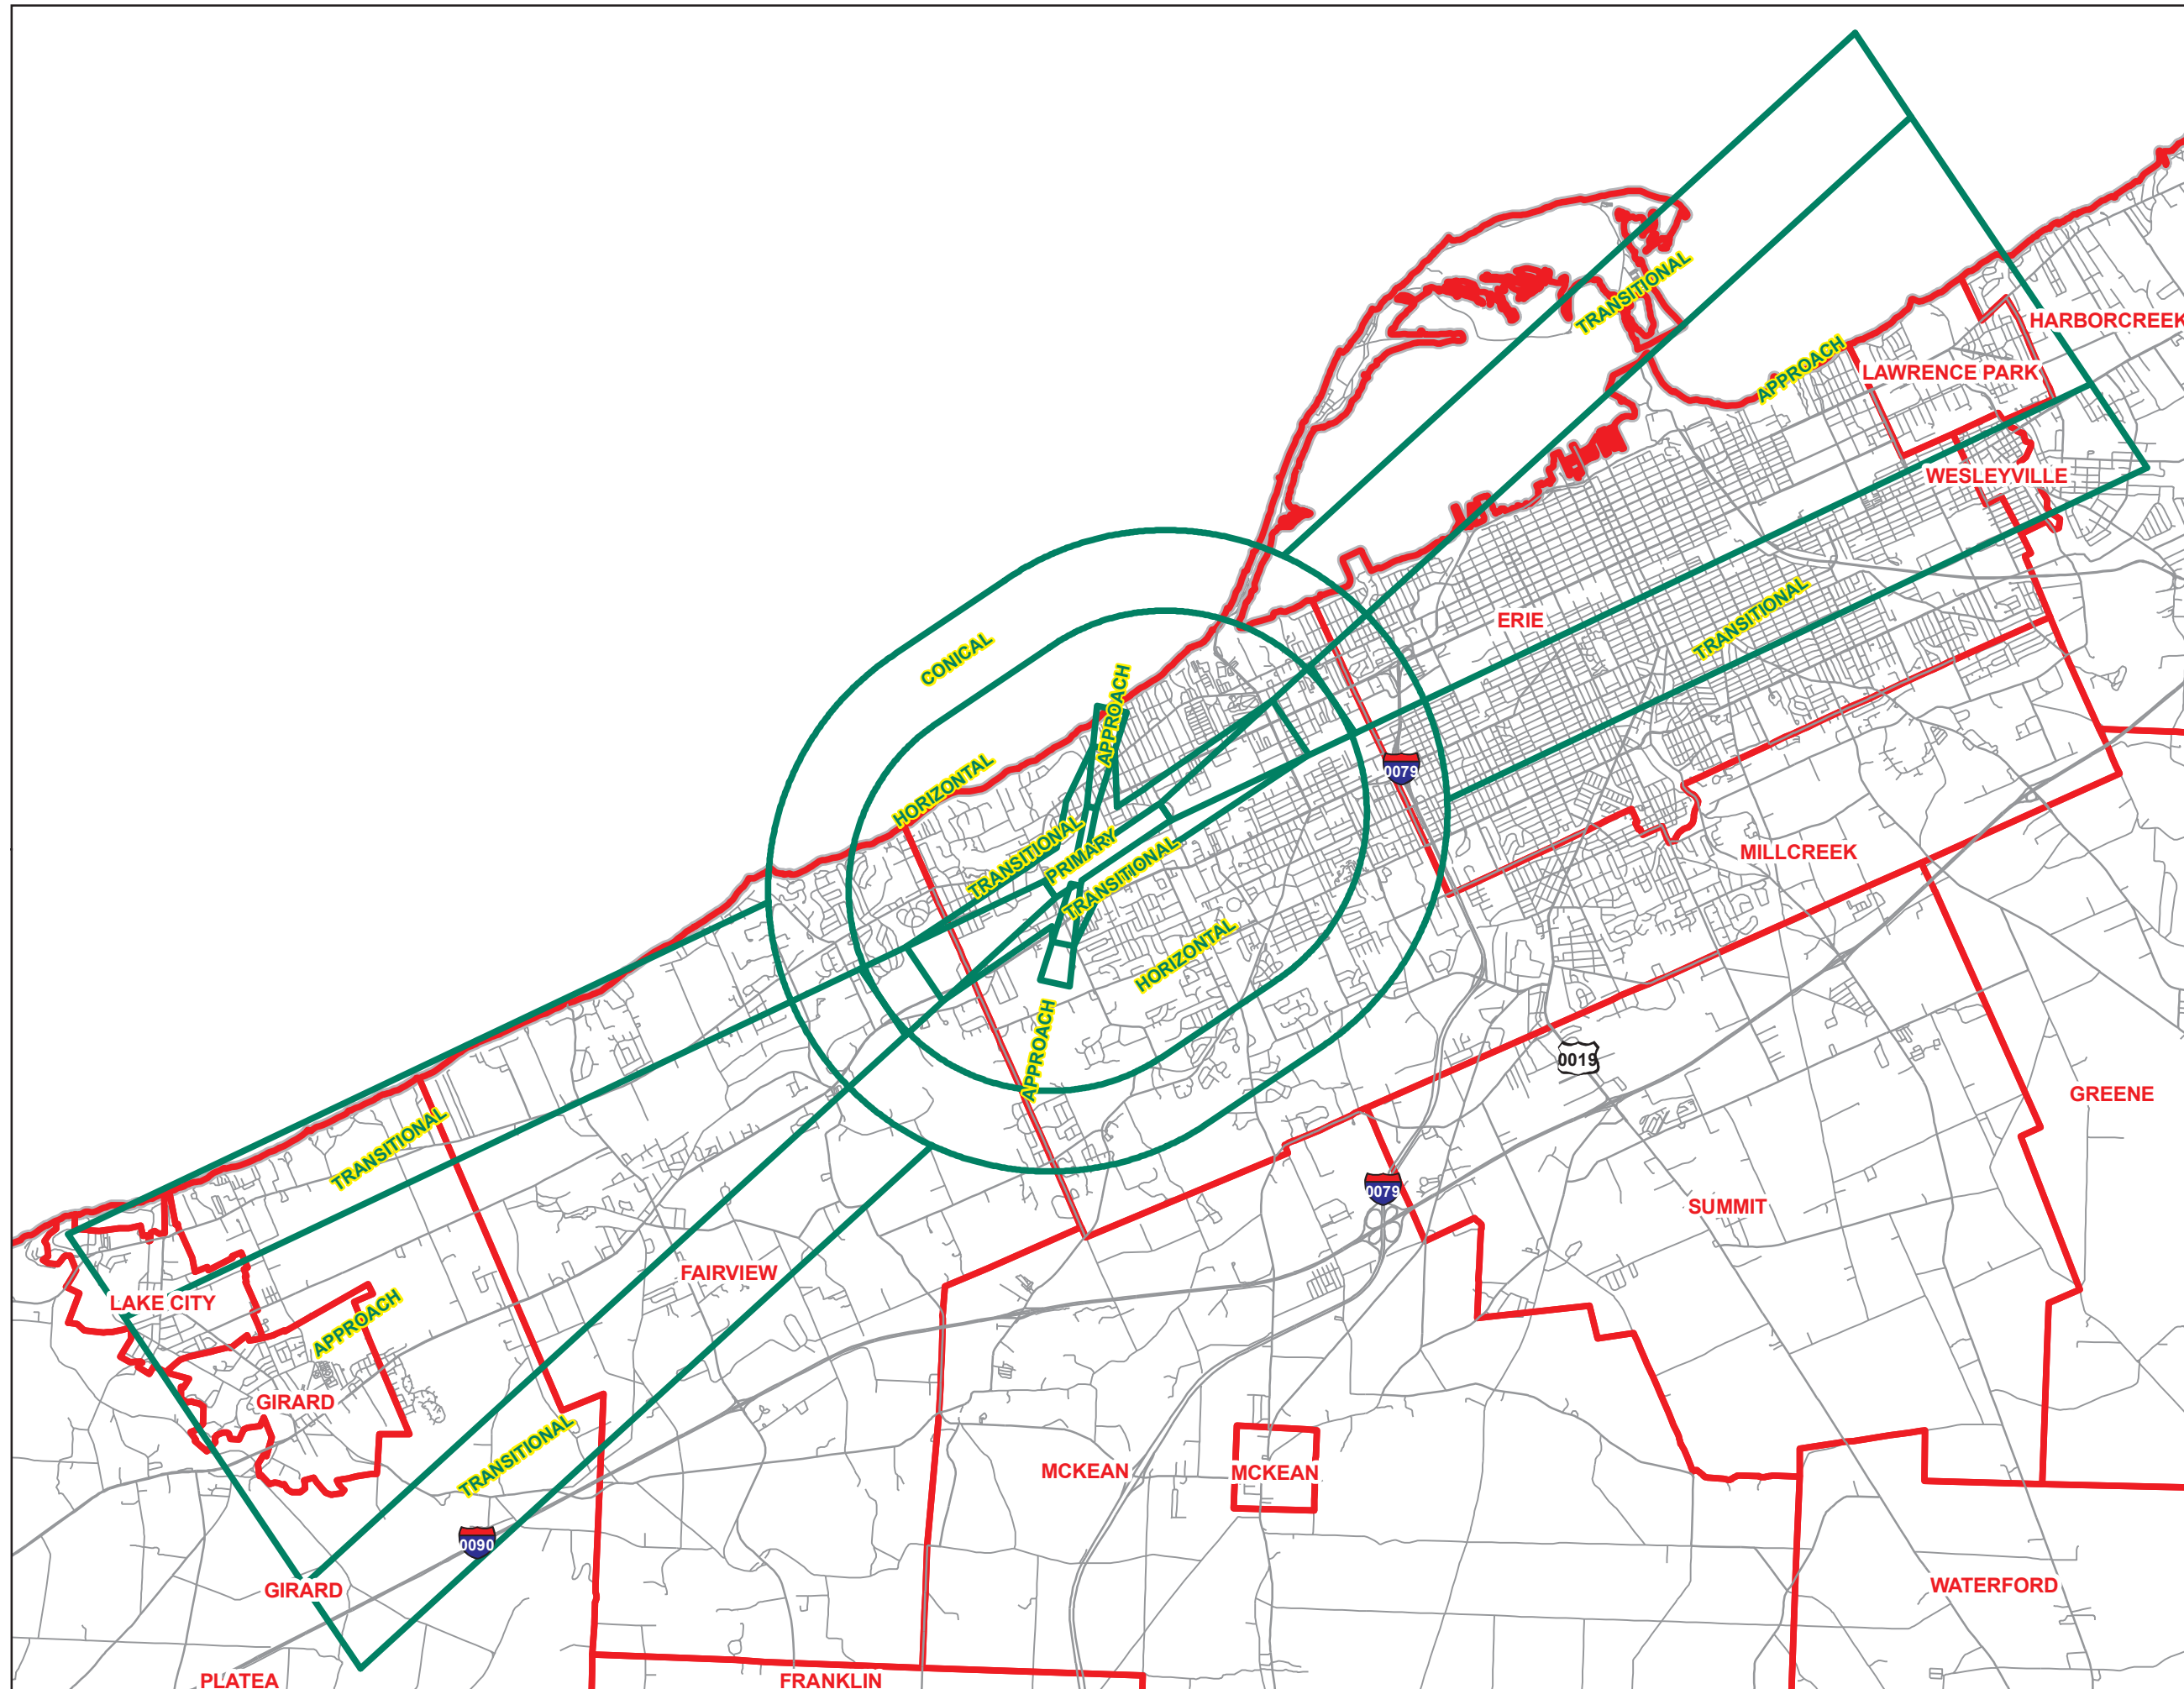 TRANSITIONAL
HARBORCREEK
APPROACH
LAWRENCE PARK
WESLEYVILLE
ERIE
TRANSITIONAL
CONICAL
APPROACH
HORIZONTAL
0079
TRANSITIONAL
PRIMARY
TRANSITIONAL
MILLCREEK
HORIZONTAL
APPROACH
0019
GREENE
TRANSITIONAL
0079
SUMMIT
FAIRVIEW
LAKE CITY
APPROACH
GIRARD
TRANSITIONAL
MCKEAN
MCKEAN
0090
GIRARD
WATERFORD
PLATEA
FRANKLIN